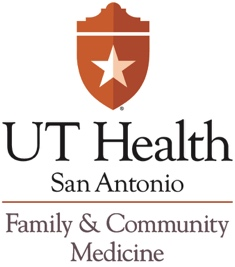 UT Health
San Antonio
Family & Community
Medicine